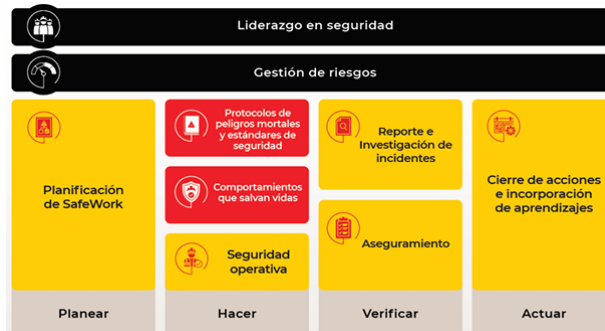 Liderazgo en seguridad
Gestión de riesgos
Planificación
de SafeWork
Protocolos de
peligros mortales
y estándares de
seguridad
Comportamientos
que salvan vidas
Seguridad
operativa
Reporte e
Investigación de
incidentes
Aseguramiento
Cierre de acciones
e incorporación
de aprendizajes
Planear
Hacer
Verificar
Actuar